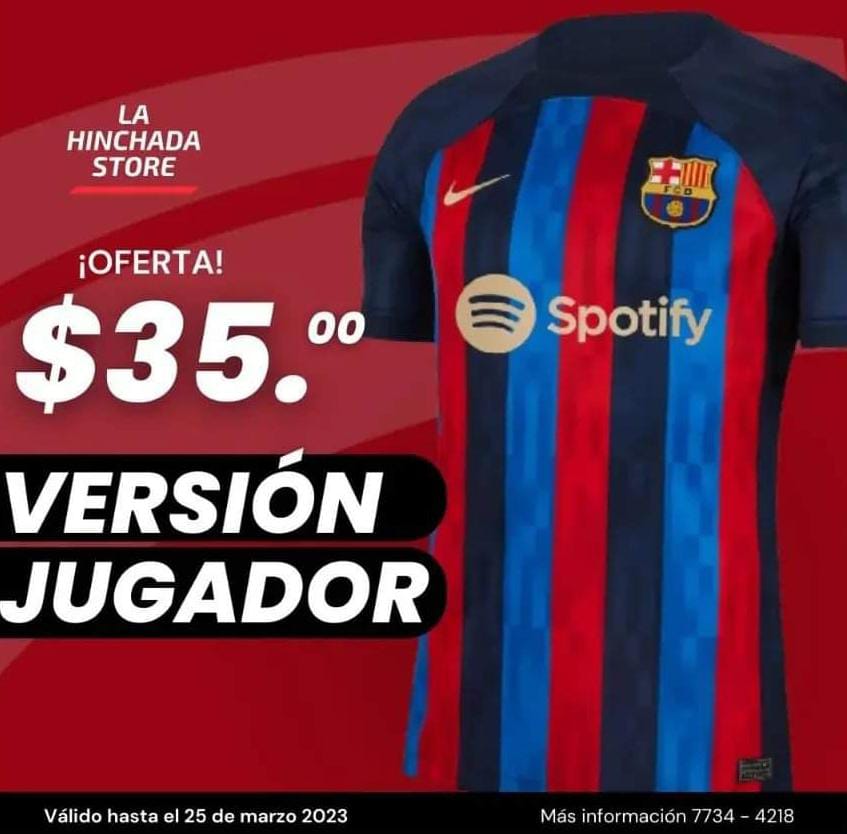 LA
HINCHADA
STORE
¡OFERTA!
$35.00
VERSIÓN
JUGADOR
Spotify
FCB
Válido hasta el 25 de marzo 2023
Más información 7734 - 4218